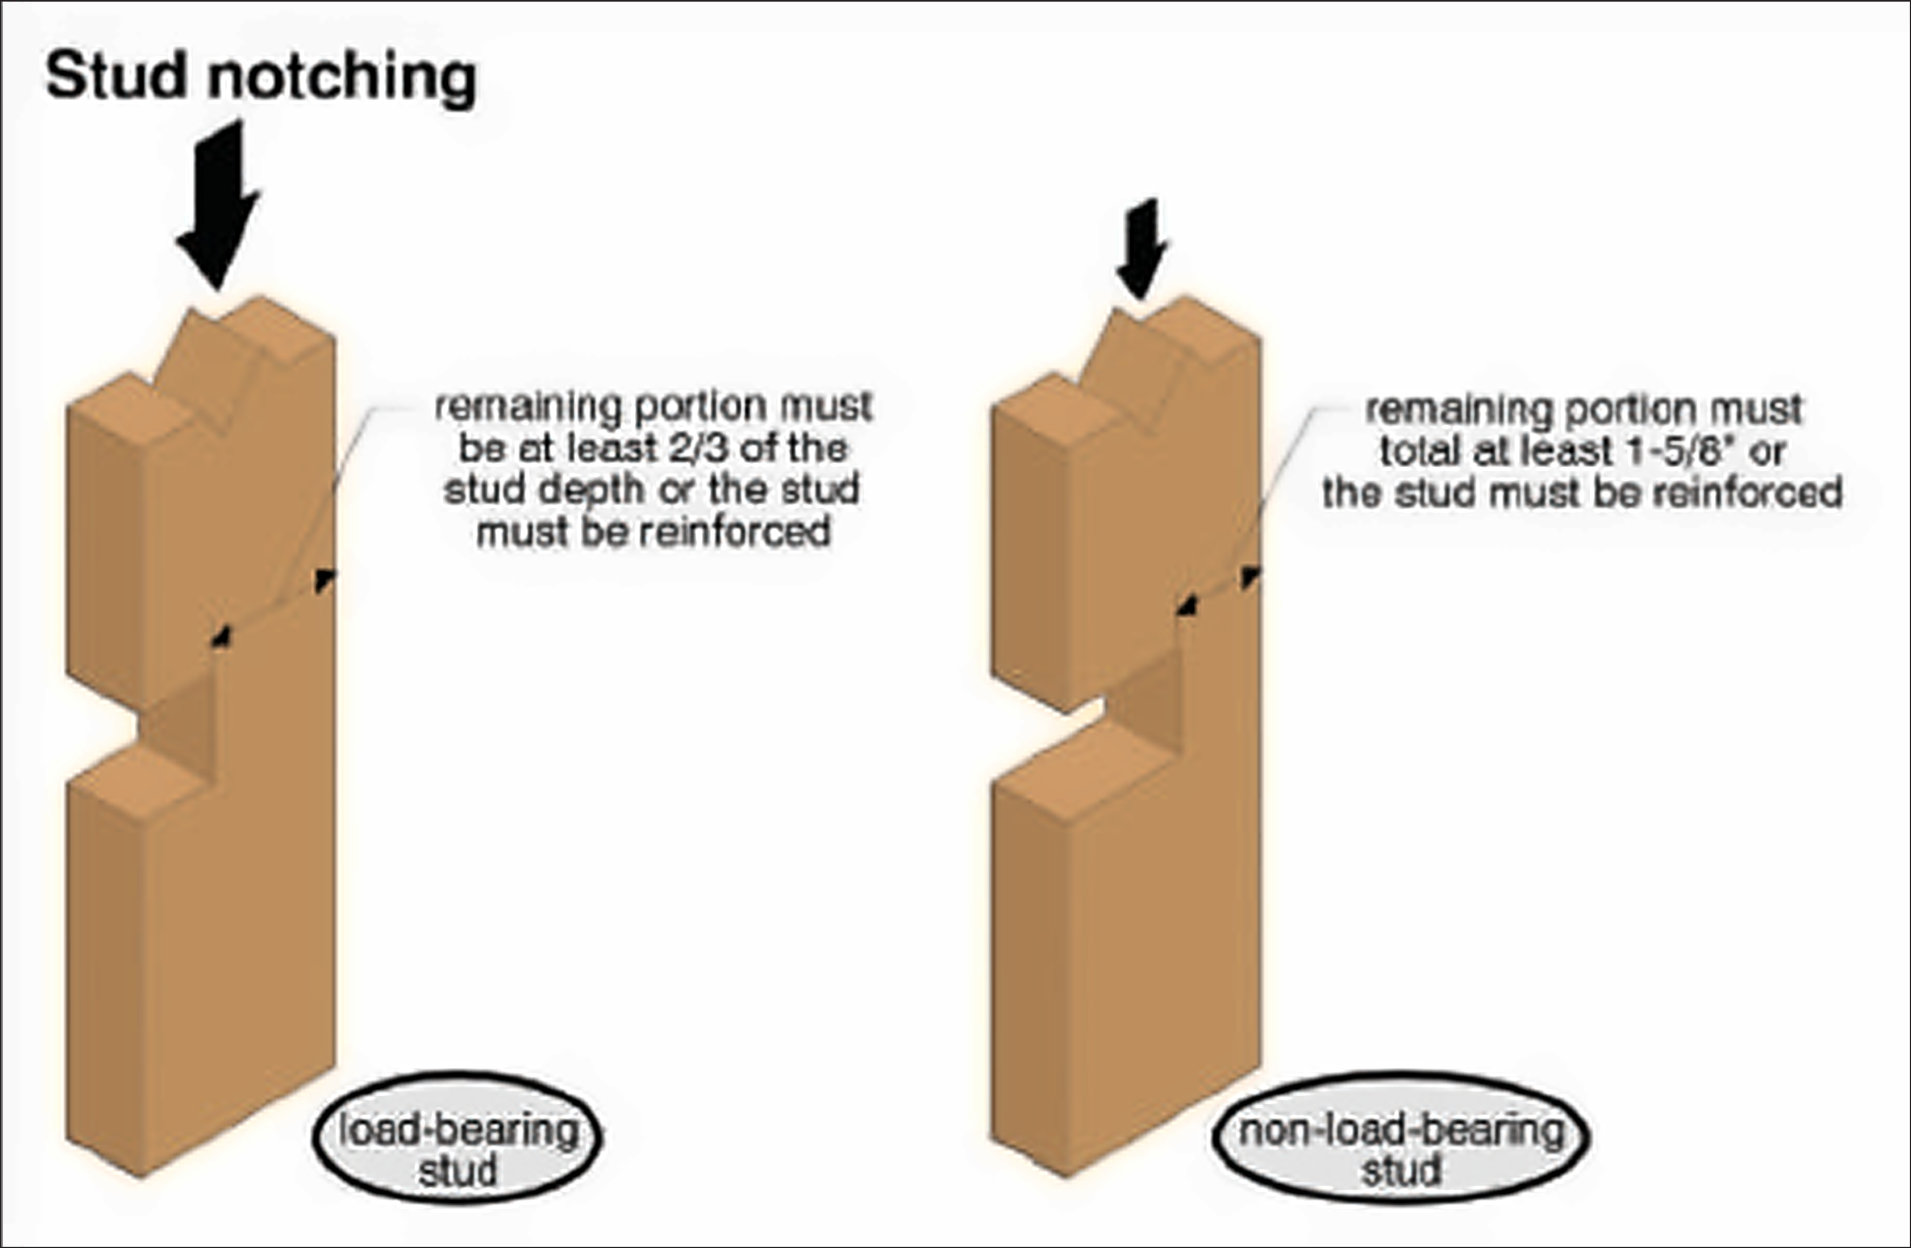 Stud notching
remaining portion must
be at least 2/3 of the
stud depth or the stud
must be reinforced
remaining portion must
total at least 1-5/8" or
the stud must be reinforced
load-bearing
stud
non-load-bearing
stud